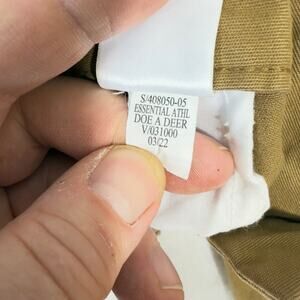 S/408050-05
ESSENTIAL ATHL
DOE A DEER
V/031000
03/22